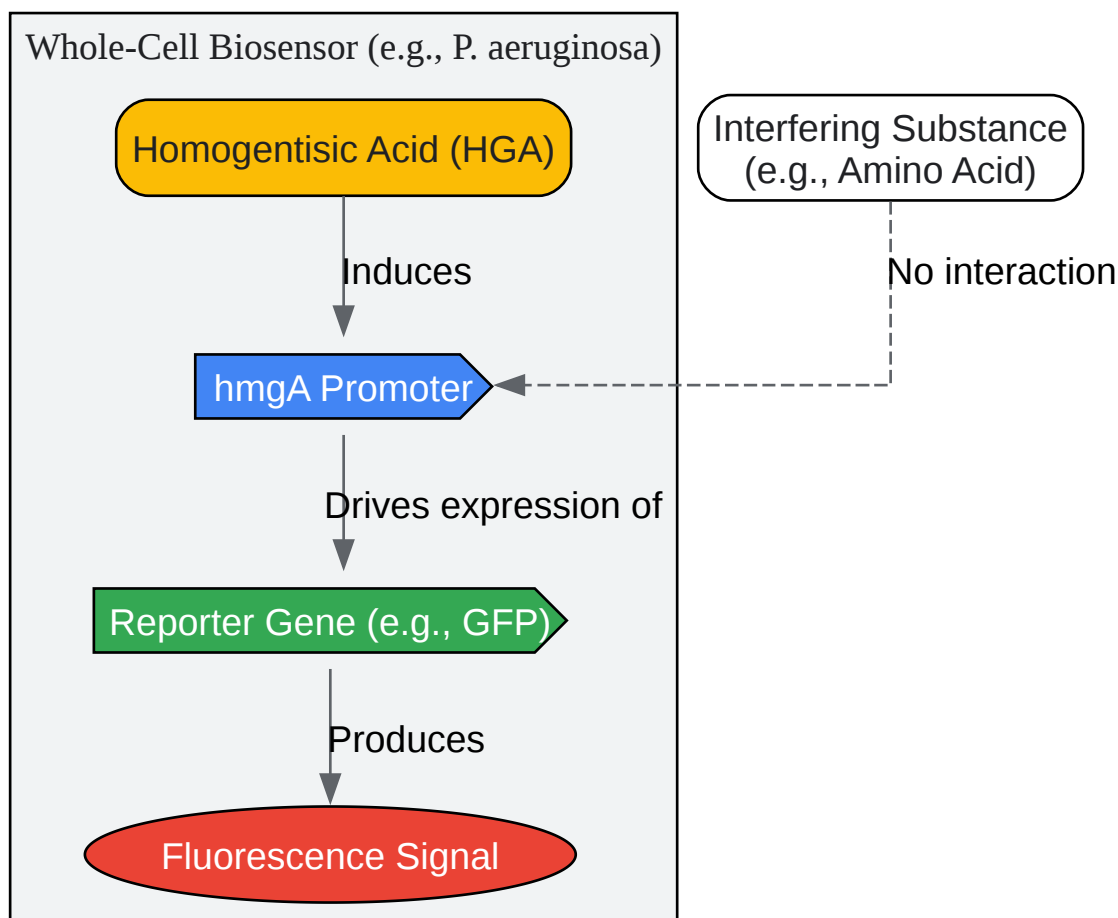 Whole-Cell Biosensor (e.g., P. aeruginosa)
Homogentisic Acid (HGA)
Interfering Substance
(e.g., Amino Acid)
Induces
No interaction
hmgA Promoter
Drives expression of
Reporter Gene (e.g., GFP)
Produces
Fluorescence Signal